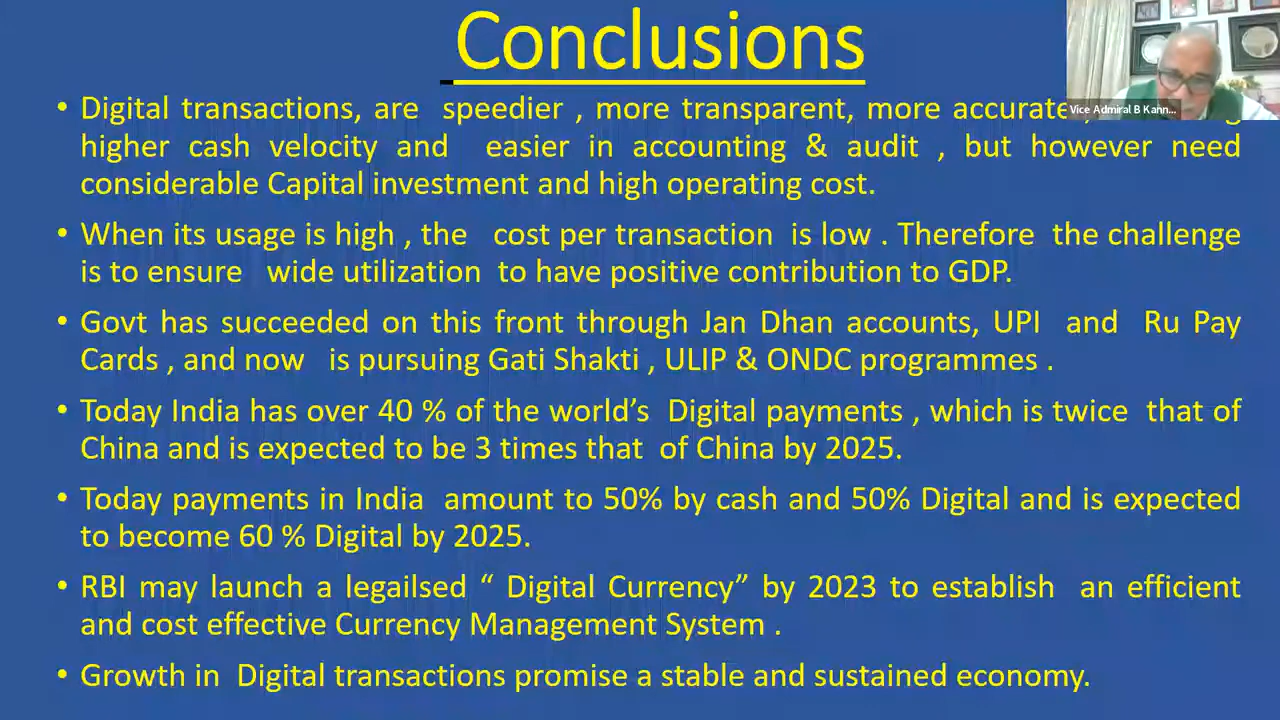 Conclusions
• Digital transactions, are speedier , more transparent, more accurate,
higher cash velocity and easier in accounting & audit , but however need
considerable Capital investment and high operating cost.
• When its usage is high , the cost per transaction is low . Therefore the challenge
is to ensure wide utilization to have positive contribution to GDP.
• Govt has succeeded on this front through Jan Dhan accounts, UPI and Ru Pay
Cards , and now is pursuing Gati Shakti , ULIP & ONDC programmes .
• Today India has over 40 % of the world’s Digital payments , which is twice that of
China and is expected to be 3 times that of China by 2025.
• Today payments in India amount to 50% by cash and 50% Digital and is expected
to become 60 % Digital by 2025.
• RBI may launch a legailsed “ Digital Currency” by 2023 to establish an efficient
and cost effective Currency Management System .
• Growth in Digital transactions promise a stable and sustained economy.
Vice Admiral B Kann...